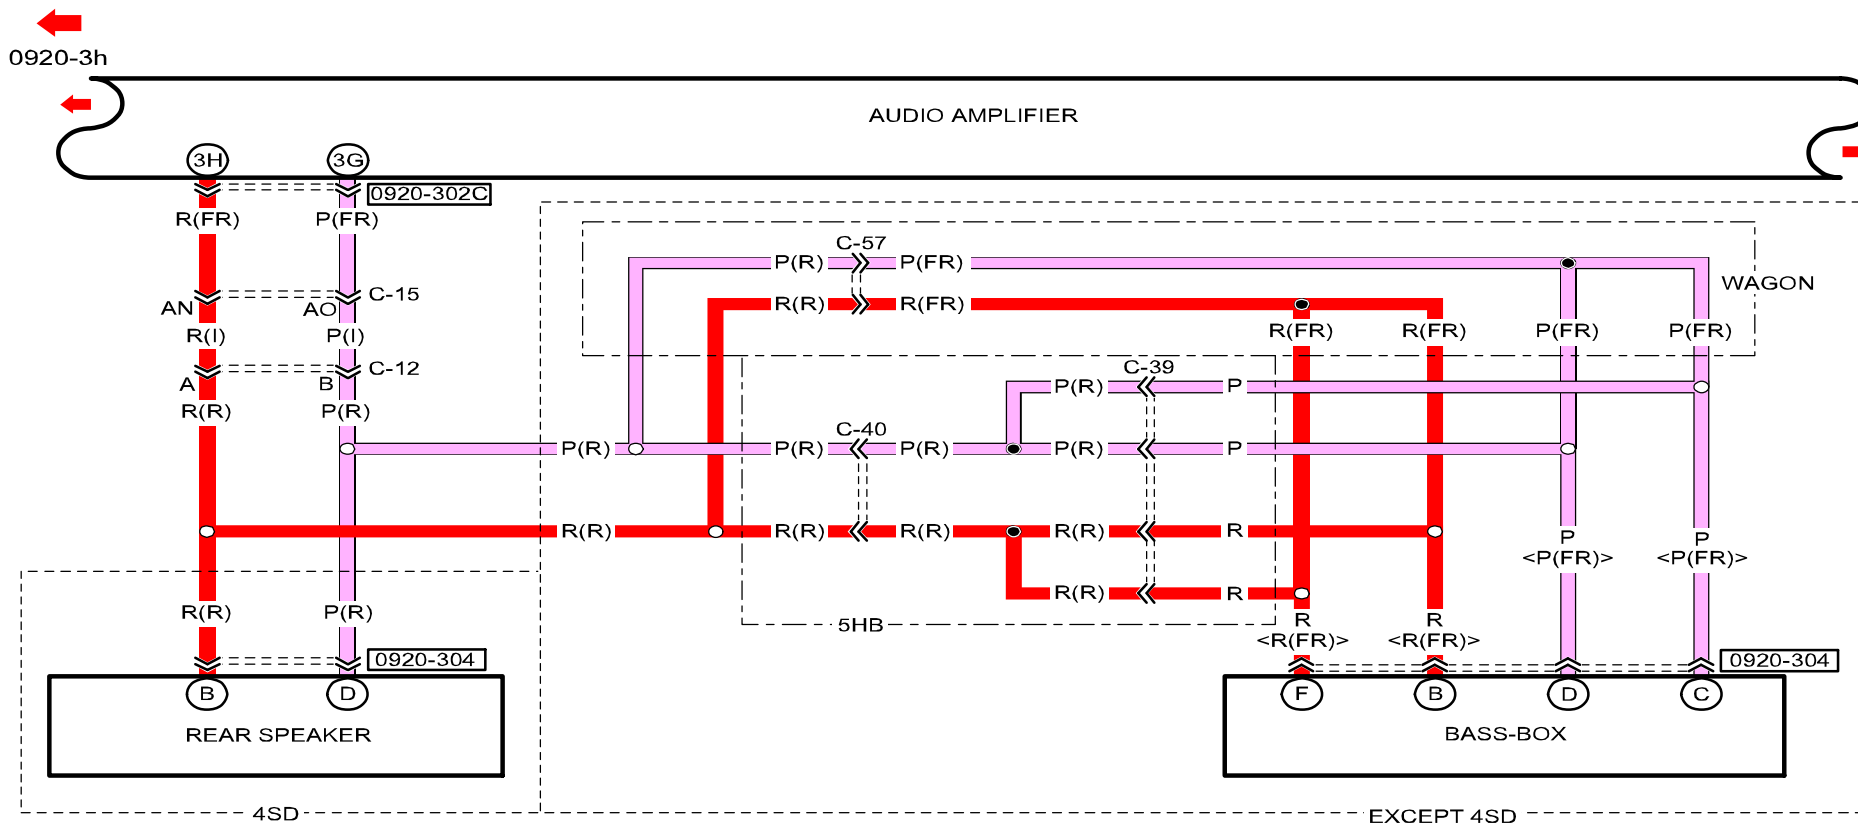 0920-3h
AUDIO AMPLIFIER
3H 3G
0920-302C
R(FR) P(FR)
C-57
P(R) P(FR)
WAGON
AN AO C-15
R(R) R(FR)
R(I) P(I)
R(FR) R(FR) P(FR) P(FR)
A B C-12
C-39
P(R) P
R(R) P(R)
C-40
P(R) P(R) P(R) P(R) P
R(R) R(R) R(R) R(R) R
P P
<P(FR)> <P(FR)>
R(R) R
R(R) P(R)
5HB
R R
<R(FR)> <R(FR)>
0920-304
0920-304
B D
F B D C
REAR SPEAKER
BASS-BOX
4SD
EXCEPT 4SD